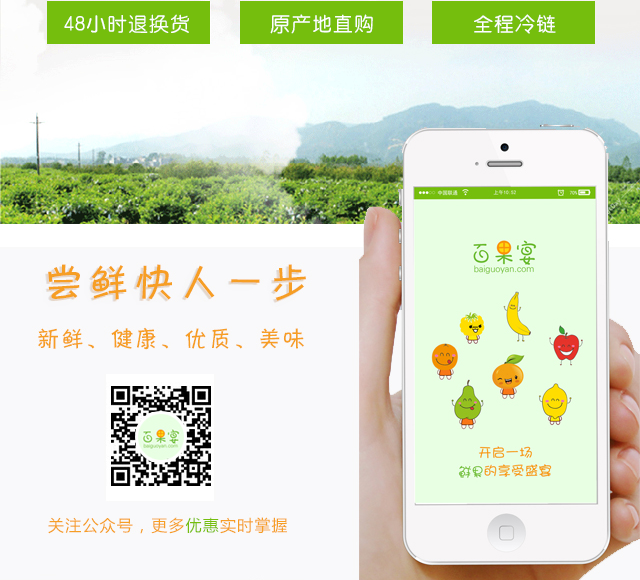 48小时退换货
原产地直购
全程冷链
中国联通
上午10:52
70%
百果宴
baiguoyan.com
尝鲜快人一步
新鲜、健康、优质、美味
百果宴
baiguoyan.com
关注公众号，更多优惠实时掌握
开启一场
鲜果的享受盛宴